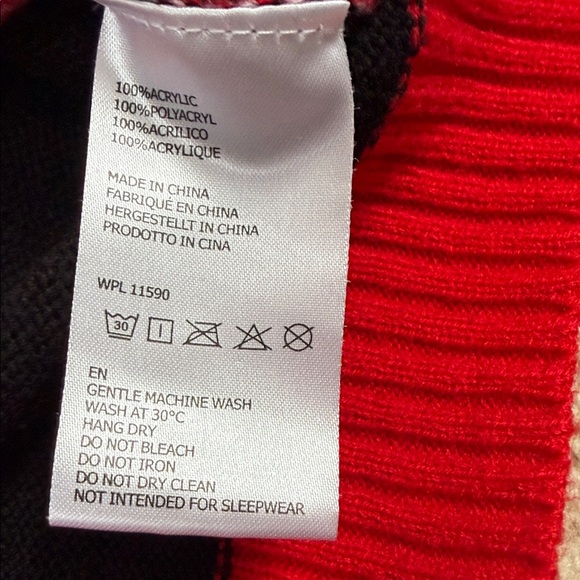 100%ACRYLIC
100%POLYACRYL
100%ACRILICO
100%ACRYLIQUE
MADE IN CHINA
FABRIQUÉ EN CHINA
HERGESTELLT IN CHINA
PRODOTTO IN CINA
WPL 11590
30
EN
GENTLE MACHINE WASH
WASH AT 30°C
HANG DRY
DO NOT BLEACH
DO NOT IRON
DO NOT DRY CLEAN
NOT INTENDED FOR SLEEPWEAR